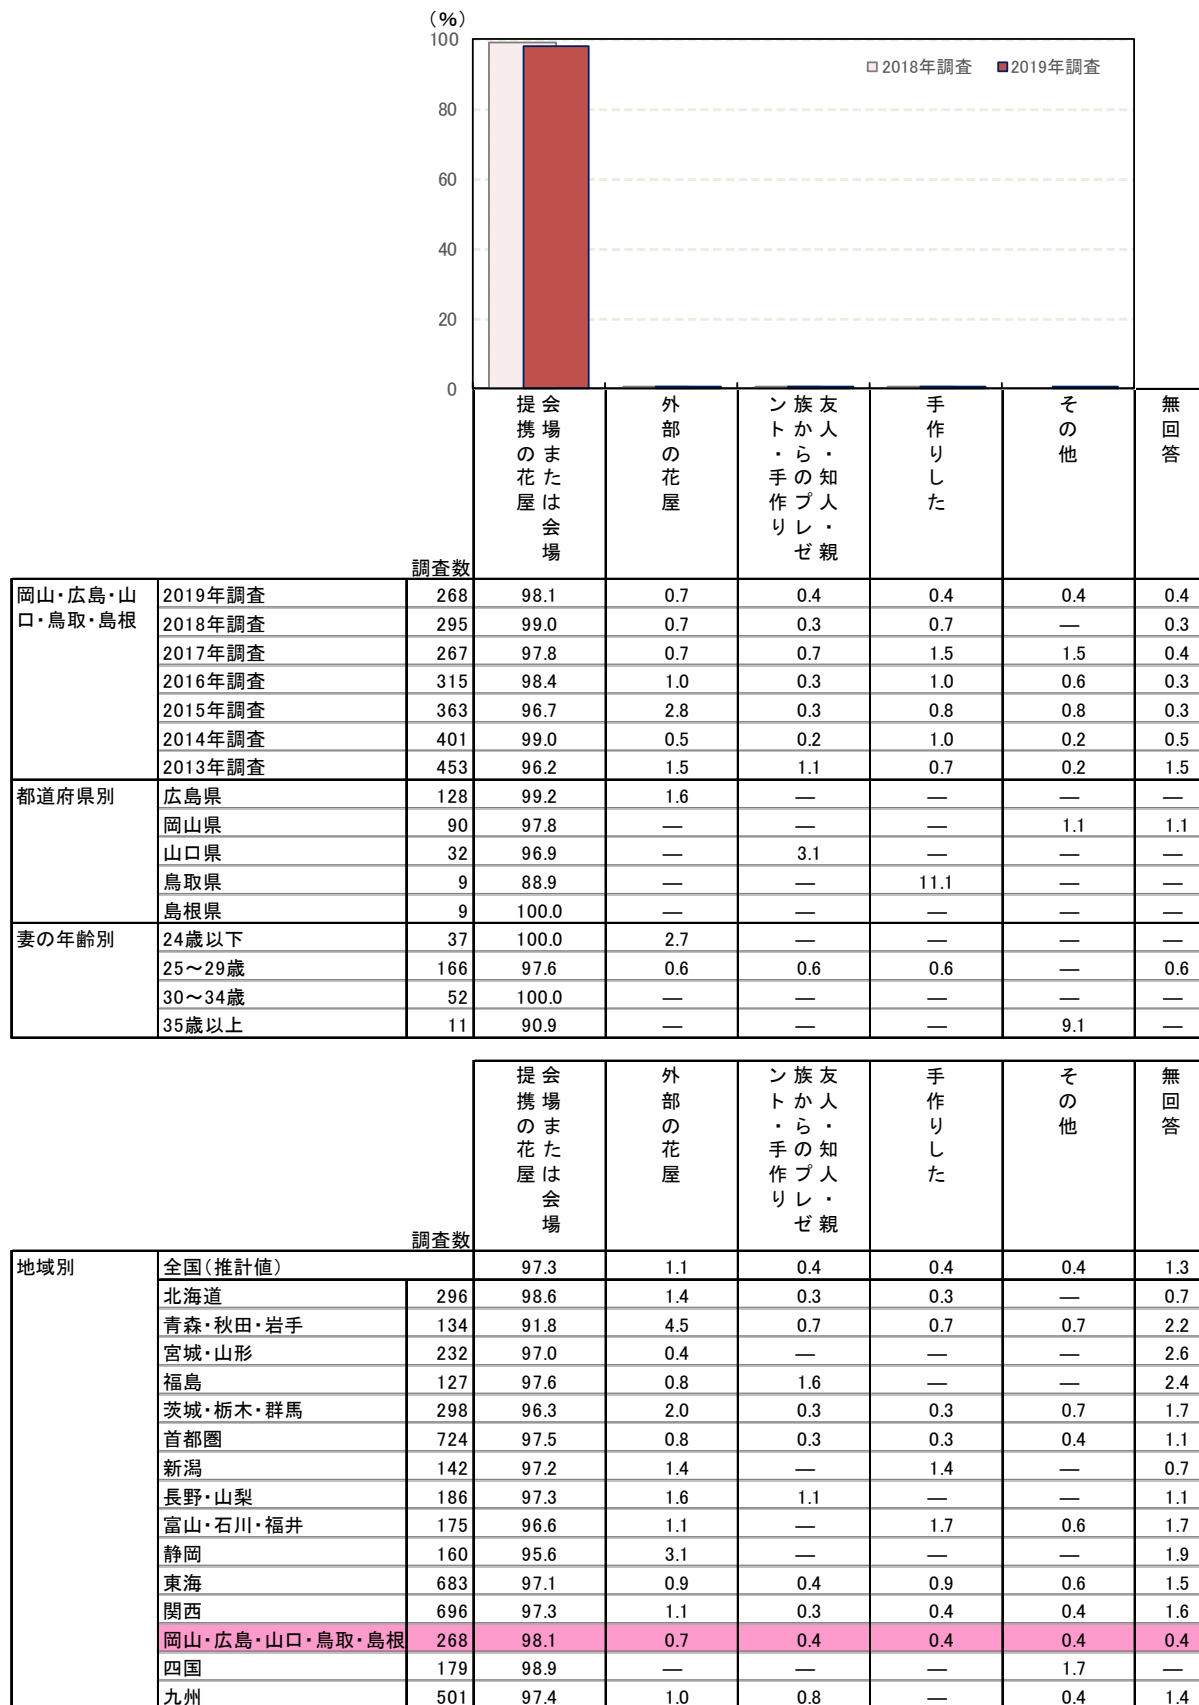 (%)
100
80
60
40
20
0
2018年調査 2019年調査
会場または会場提携の花屋
外部の花屋
友人・知人・親族からのプレゼント・手作り
手作りした
その他
無回答
調査数
岡山・広島・山口・鳥取・島根
2019年調査 268 98.1 0.7 0.4 0.4 0.4 0.4
2018年調査 295 99.0 0.7 0.3 0.7 — 0.3
2017年調査 267 97.8 0.7 0.7 1.5 1.5 0.4
2016年調査 315 98.4 1.0 0.3 1.0 0.6 0.3
2015年調査 363 96.7 2.8 0.3 0.8 0.8 0.3
2014年調査 401 99.0 0.5 0.2 1.0 0.2 0.5
2013年調査 453 96.2 1.5 1.1 0.7 0.2 1.5
都道府県別 広島県 128 99.2 1.6 — — — —
岡山県 90 97.8 — — — 1.1 1.1
山口県 32 96.9 — 3.1 — — —
鳥取県 9 88.9 — — 11.1 — —
島根県 9 100.0 — — — — —
妻の年齢別 24歳以下 37 100.0 2.7 — — — —
25～29歳 166 97.6 0.6 0.6 0.6 — 0.6
30～34歳 52 100.0 — — — — —
35歳以上 11 90.9 — — — 9.1 —
会場または会場提携の花屋
外部の花屋
友人・知人・親族からのプレゼント・手作り
手作りした
その他
無回答
調査数
地域別 全国(推計値) 97.3 1.1 0.4 0.4 0.4 1.3
北海道 296 98.6 1.4 0.3 0.3 — 0.7
青森・秋田・岩手 134 91.8 4.5 0.7 0.7 0.7 2.2
宮城・山形 232 97.0 0.4 — — — 2.6
福島 127 97.6 0.8 1.6 — — 2.4
茨城・栃木・群馬 298 96.3 2.0 0.3 0.3 0.7 1.7
首都圏 724 97.5 0.8 0.3 0.3 0.4 1.1
新潟 142 97.2 1.4 — 1.4 — 0.7
長野・山梨 186 97.3 1.6 1.1 — — 1.1
富山・石川・福井 175 96.6 1.1 — 1.7 0.6 1.7
静岡 160 95.6 3.1 — — — 1.9
東海 683 97.1 0.9 0.4 0.9 0.6 1.5
関西 696 97.3 1.1 0.3 0.4 0.4 1.6
岡山・広島・山口・鳥取・島根 268 98.1 0.7 0.4 0.4 0.4 0.4
四国 179 98.9 — — — 1.7 —
九州 501 97.4 1.0 0.8 — 0.4 1.4